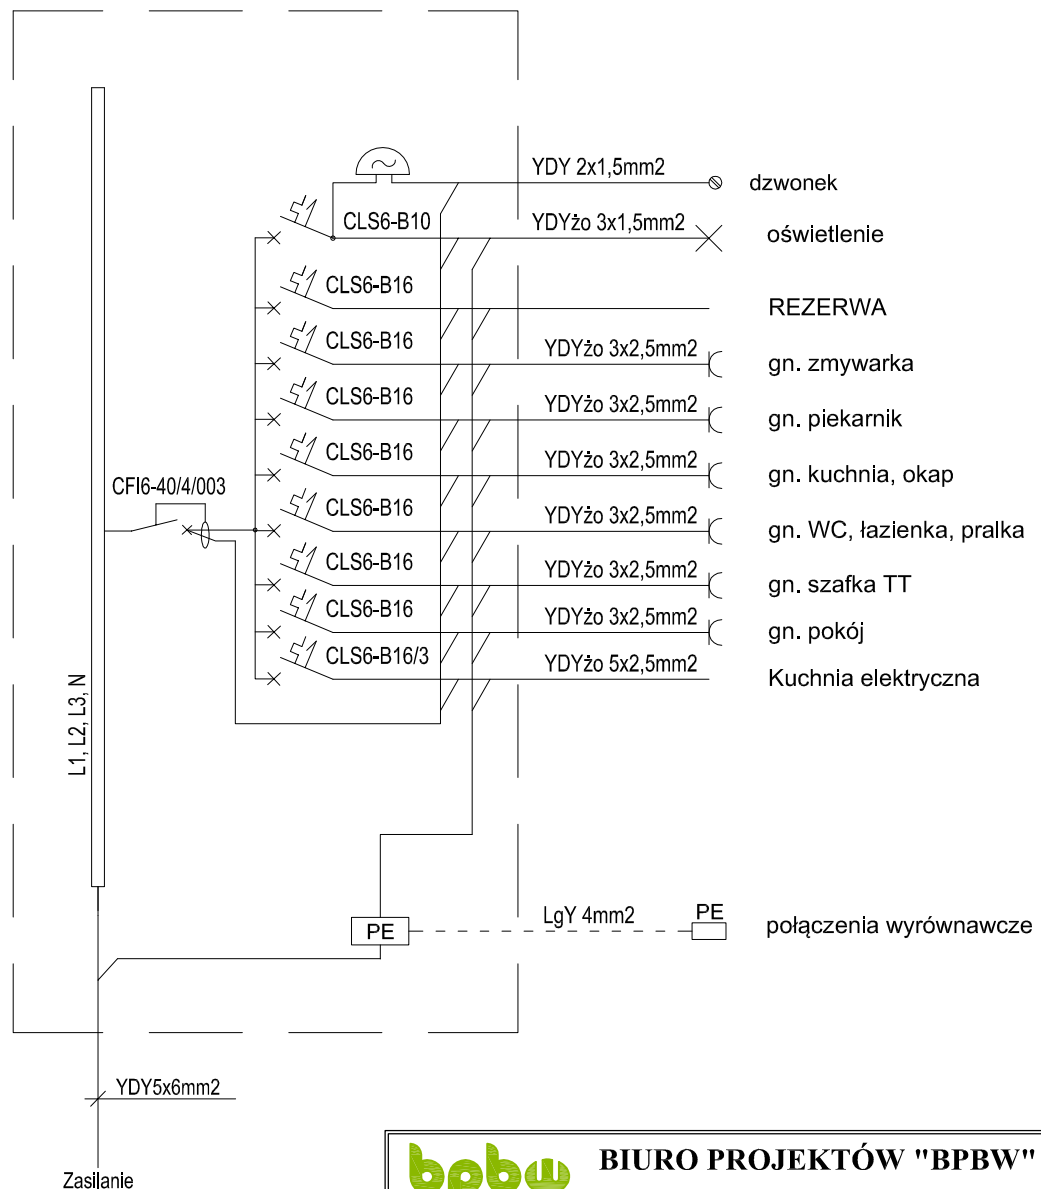 YDY 2x1,5mm2
dzwonek
CLS6-B10
YDYżo 3x1,5mm2
oświetlenie
CLS6-B16
REZERWA
CLS6-B16
YDYżo 3x2,5mm2
gn. zmywarka
CLS6-B16
YDYżo 3x2,5mm2
gn. piekarnik
CLS6-B16
YDYżo 3x2,5mm2
gn. kuchnia, okap
CFI6-40/4/003
CLS6-B16
YDYżo 3x2,5mm2
gn. WC, łazienka, pralka
CLS6-B16
YDYżo 3x2,5mm2
gn. szafka TT
CLS6-B16
YDYżo 3x2,5mm2
gn. pokój
CLS6-B16/3
YDYżo 5x2,5mm2
Kuchnia elektryczna
L1, L2, L3, N
PE
LgY 4mm2
PE
połączenia wyrównawcze
YDY5x6mm2
Zasilanie
bpbw
BIURO PROJEKTÓW "BPBW"